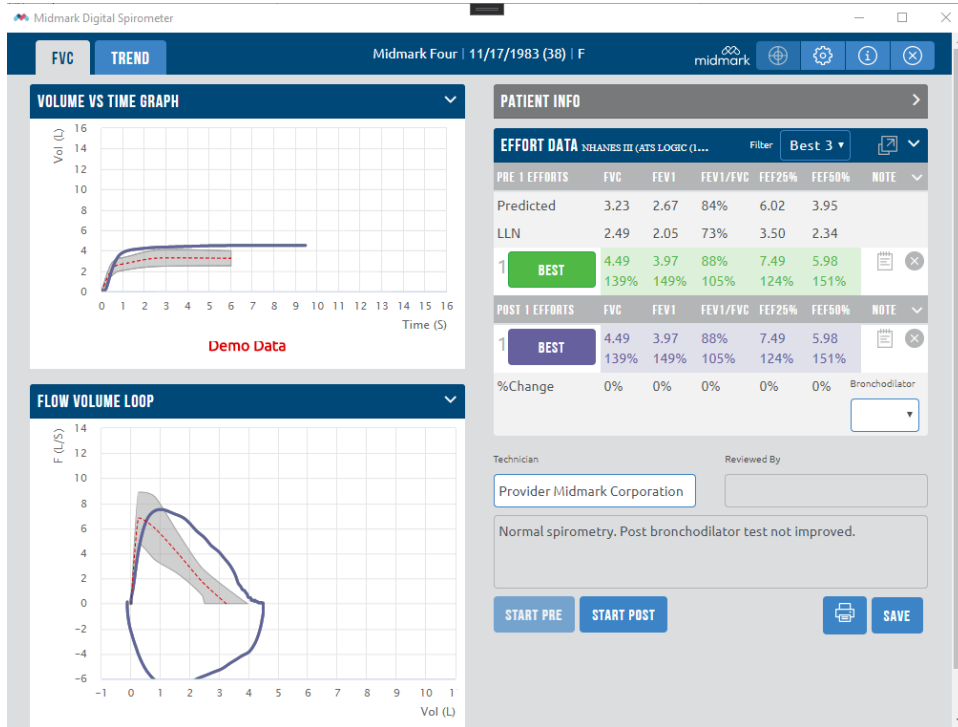 Midmark Digital Spirometer
FVC TREND Midmark Four | 11/17/1983 (38) | F midmark
VOLUME VS TIME GRAPH
Vol (L)
16
14
12
10
8
6
4
2
0
0 1 2 3 4 5 6 7 8 9 10 11 12 13 14 15 16
Time (S)
Demo Data
FLOW VOLUME LOOP
F (L/S)
14
12
10
8
6
4
2
0
-2
-4
-6
-1 0 1 2 3 4 5 6 7 8 9 10 1
Vol (L)
PATIENT INFO
EFFORT DATA NHANES III (ATS LOGIC (1... Filter Best 3
PRE 1 EFFORTS FVC FEV1 FEV1/FVC FEF25% FEF50% NOTE
Predicted 3.23 2.67 84% 6.02 3.95
LLN 2.49 2.05 73% 3.50 2.34
1 BEST 4.49 3.97 88% 7.49 5.98
139% 149% 105% 124% 151%
POST 1 EFFORTS FVC FEV1 FEV1/FVC FEF25% FEF50% NOTE
1 BEST 4.49 3.97 88% 7.49 5.98
139% 149% 105% 124% 151%
%Change 0% 0% 0% 0% 0% Bronchodilator
Technician Reviewed By
Provider Midmark Corporation
Normal spirometry. Post bronchodilator test not improved.
START PRE START POST SAVE